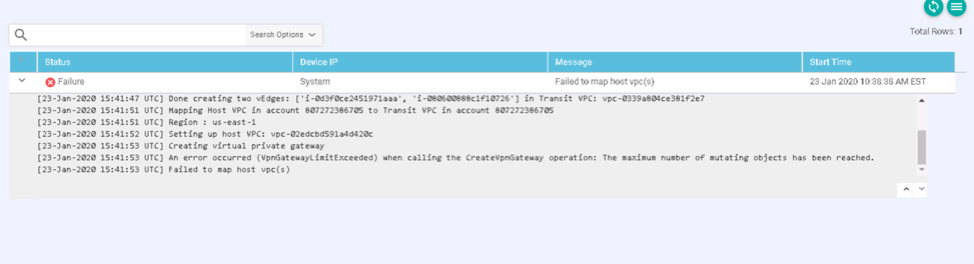 Search Options
Total Rows: 1
Status Device IP Message Start Time
Failure System Failed to map host vpc(s) 23 Jan 2020 10:38:38 AM EST
[23-Jan-2020 15:41:47 UTC] Done creating two vEdges: ['i-0d3f0ce2451971aaa', 'i-080600888c1f10726'] in Transit VPC: vpc-0339a804ce381f2e7
[23-Jan-2020 15:41:51 UTC] Mapping Host VPC in account 807272386705 to Transit VPC in account 807272386705
[23-Jan-2020 15:41:51 UTC] Region : us-east-1
[23-Jan-2020 15:41:52 UTC] Setting up host VPC: vpc-02edcbd591a4d420c
[23-Jan-2020 15:41:53 UTC] Creating virtual private gateway
[23-Jan-2020 15:41:53 UTC] An error occurred (VpnGatewayLimitExceeded) when calling the CreateVpnGateway operation: The maximum number of mutating objects has been reached.
[23-Jan-2020 15:41:53 UTC] Failed to map host vpc(s)